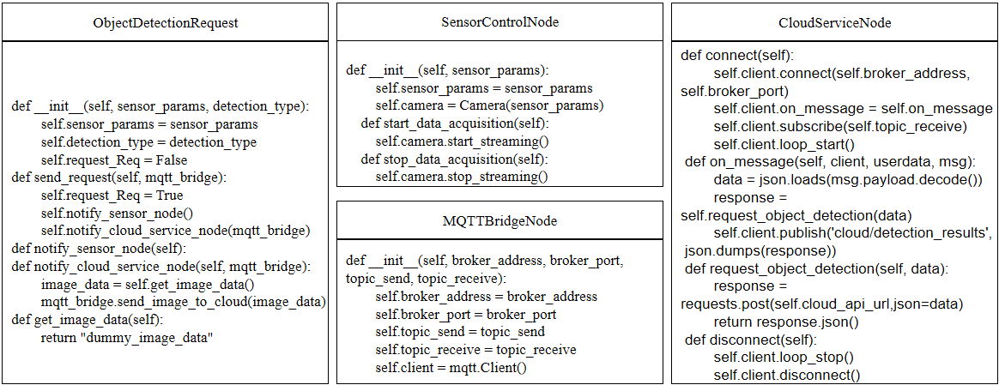 ObjectDetectionRequest
def __init__(self, sensor_params, detection_type):
self.sensor_params = sensor_params
self.detection_type = detection_type
self.request_Req = False
def send_request(self, mqtt_bridge):
self.request_Req = True
self.notify_sensor_node()
self.notify_cloud_service_node(mqtt_bridge)
def notify_sensor_node(self):
def notify_cloud_service_node(self, mqtt_bridge):
image_data = self.get_image_data()
mqtt_bridge.send_image_to_cloud(image_data)
def get_image_data(self):
return "dummy_image_data"
SensorControlNode
def __init__(self, sensor_params):
self.sensor_params = sensor_params
self.camera = Camera(sensor_params)
def start_data_acquisition(self):
self.camera.start_streaming()
def stop_data_acquisition(self):
self.camera.stop_streaming()
MQTTBridgeNode
def __init__(self, broker_address, broker_port,
topic_send, topic_receive):
self.broker_address = broker_address
self.broker_port = broker_port
self.topic_send = topic_send
self.topic_receive = topic_receive
self.client = mqtt.Client()
CloudServiceNode
def connect(self):
self.client.connect(self.broker_address,
self.broker_port)
self.client.on_message = self.on_message
self.client.subscribe(self.topic_receive)
self.client.loop_start()
def on_message(self, client, userdata, msg):
data = json.loads(msg.payload.decode())
response =
self.request_object_detection(data)
self.client.publish('cloud/detection_results',
json.dumps(response))
def request_object_detection(self, data):
response =
requests.post(self.cloud_api_url,json=data)
return response.json()
def disconnect(self):
self.client.loop_stop()
self.client.disconnect()